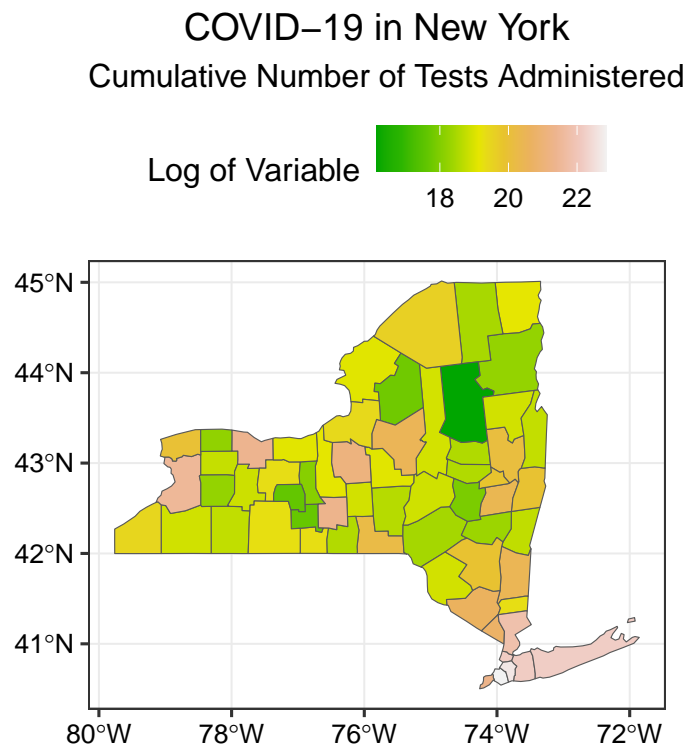 COVID−19 in New York
Cumulative Number of Tests Administered
Log of Variable
18 20 22
45°N
44°N
43°N
42°N
41°N
80°W 78°W 76°W 74°W 72°W